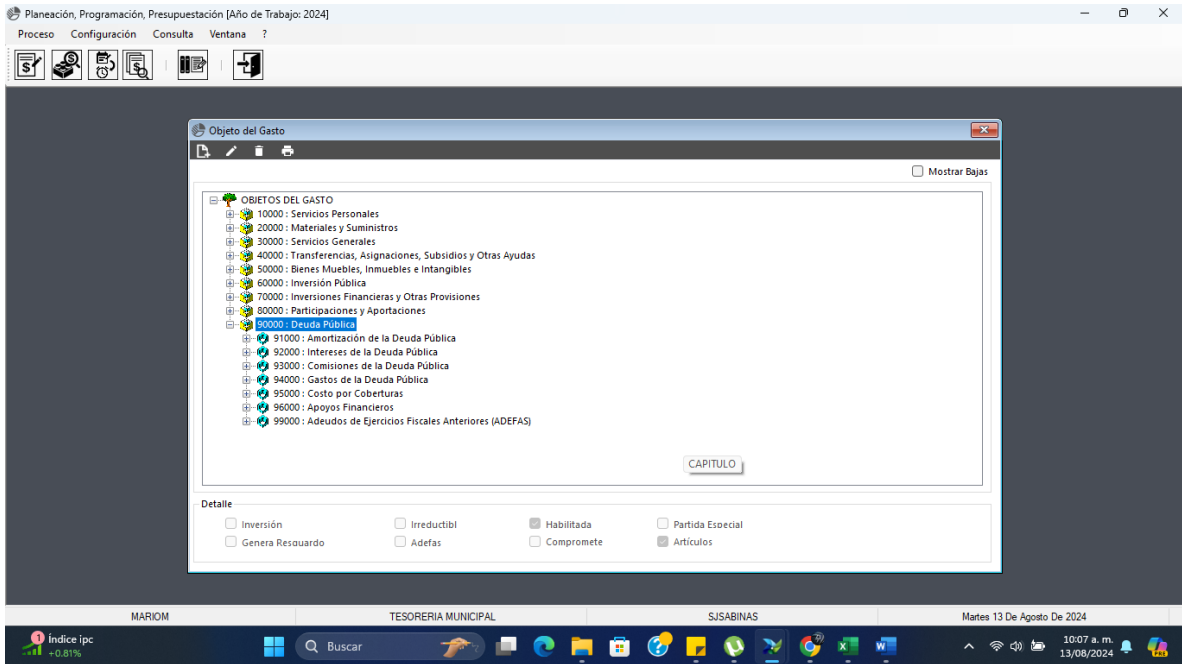 Planeación, Programación, Presupuestación [Año de Trabajo: 2024]
Proceso Configuración Consulta Ventana ?
Objeto del Gasto
Mostrar Bajas
OBJETOS DEL GASTO
10000 : Servicios Personales
20000 : Materiales y Suministros
30000 : Servicios Generales
40000 : Transferencias, Asignaciones, Subsidios y Otras Ayudas
50000 : Bienes Muebles, Inmuebles e Intangibles
60000 : Inversión Pública
70000 : Inversiones Financieras y Otras Provisiones
80000 : Participaciones y Aportaciones
90000 : Deuda Pública
91000 : Amortización de la Deuda Pública
92000 : Intereses de la Deuda Pública
93000 : Comisiones de la Deuda Pública
94000 : Gastos de la Deuda Pública
95000 : Costo por Coberturas
96000 : Apoyos Financieros
99000 : Adeudos de Ejercicios Fiscales Anteriores (ADEFAS)
CAPITULO
Detalle
Inversión Irreductibl Habilitada Partida Especial
Genera Resguardo Adefas Compromete Artículos
MARIOM TESORERIA MUNICIPAL SJSABINAS Martes 13 De Agosto De 2024
1 Índice ipc
+0.81%
Buscar
10:07 a. m.
13/08/2024
PRE